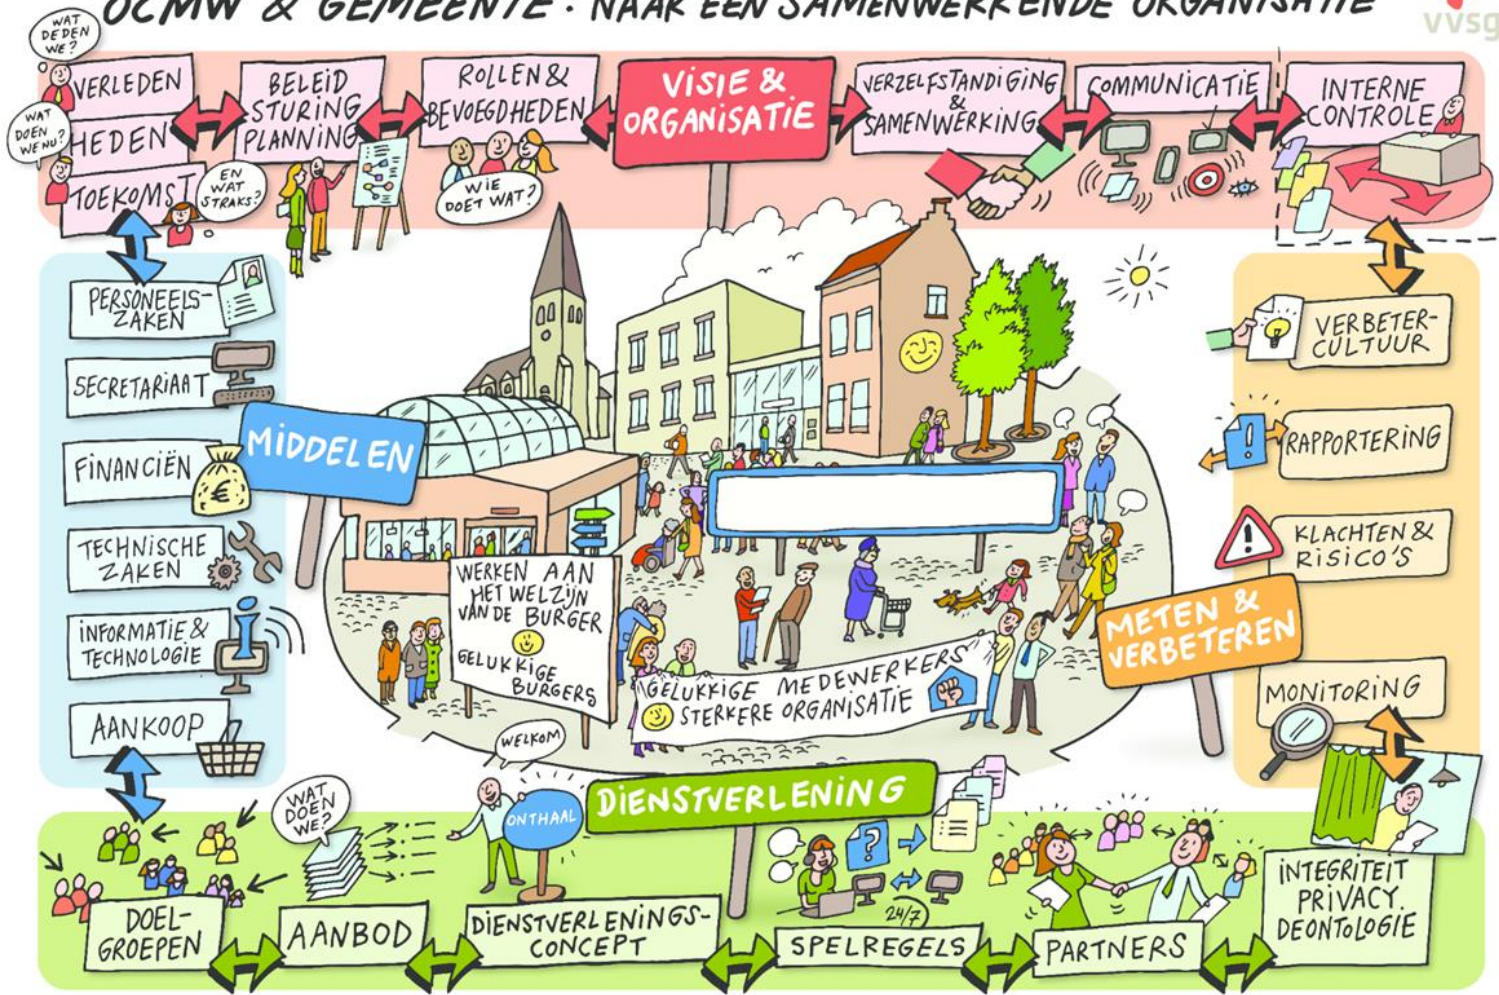 OCMW & GEMEENTE: NAAR EEN SAMENWERKENDE ORGANISATIE
vvsg
WAT
DEDEN
WE?
WAT
DOEN
WE NU?
VERLEDEN
HEDEN
TOEKOMST
EN
WAT
STRAKS?
BELEID
STURING
PLANNING
ROLLEN &
BEVOEGDHEDEN
WIE
DOET WAT?
VISIE &
ORGANISATIE
VERZELFSTANDIGING
&
SAMENWERKING
COMMUNICATIE
INTERNE
CONTROLE
PERSONEELS-
ZAKEN
SECRETARIAAT
FINANCIËN
€
TECHNISCHE
ZAKEN
INFORMATIE &
TECHNOLOGIE
i
AANKOOP
MIDDELEN
WERKEN AAN
HET WELZIJN
VAN DE BURGER
GELUKKIGE
BURGERS
GELUKKIGE MEDEWERKERS
STERKERE ORGANISATIE
VERBETER-
CULTUUR
!
RAPPORTERING
!
KLACHTEN &
RISICO'S
METEN &
VERBETEREN
MONITORING
WELKOM
ONTHAAL
DIENSTVERLENING
WAT
DOEN
WE?
?
24/7
DOEL-
GROEPEN
AANBOD
DIENSTVERLENINGS-
CONCEPT
SPELREGELS
PARTNERS
INTEGRITEIT
PRIVACY
DEONTOLOGIE